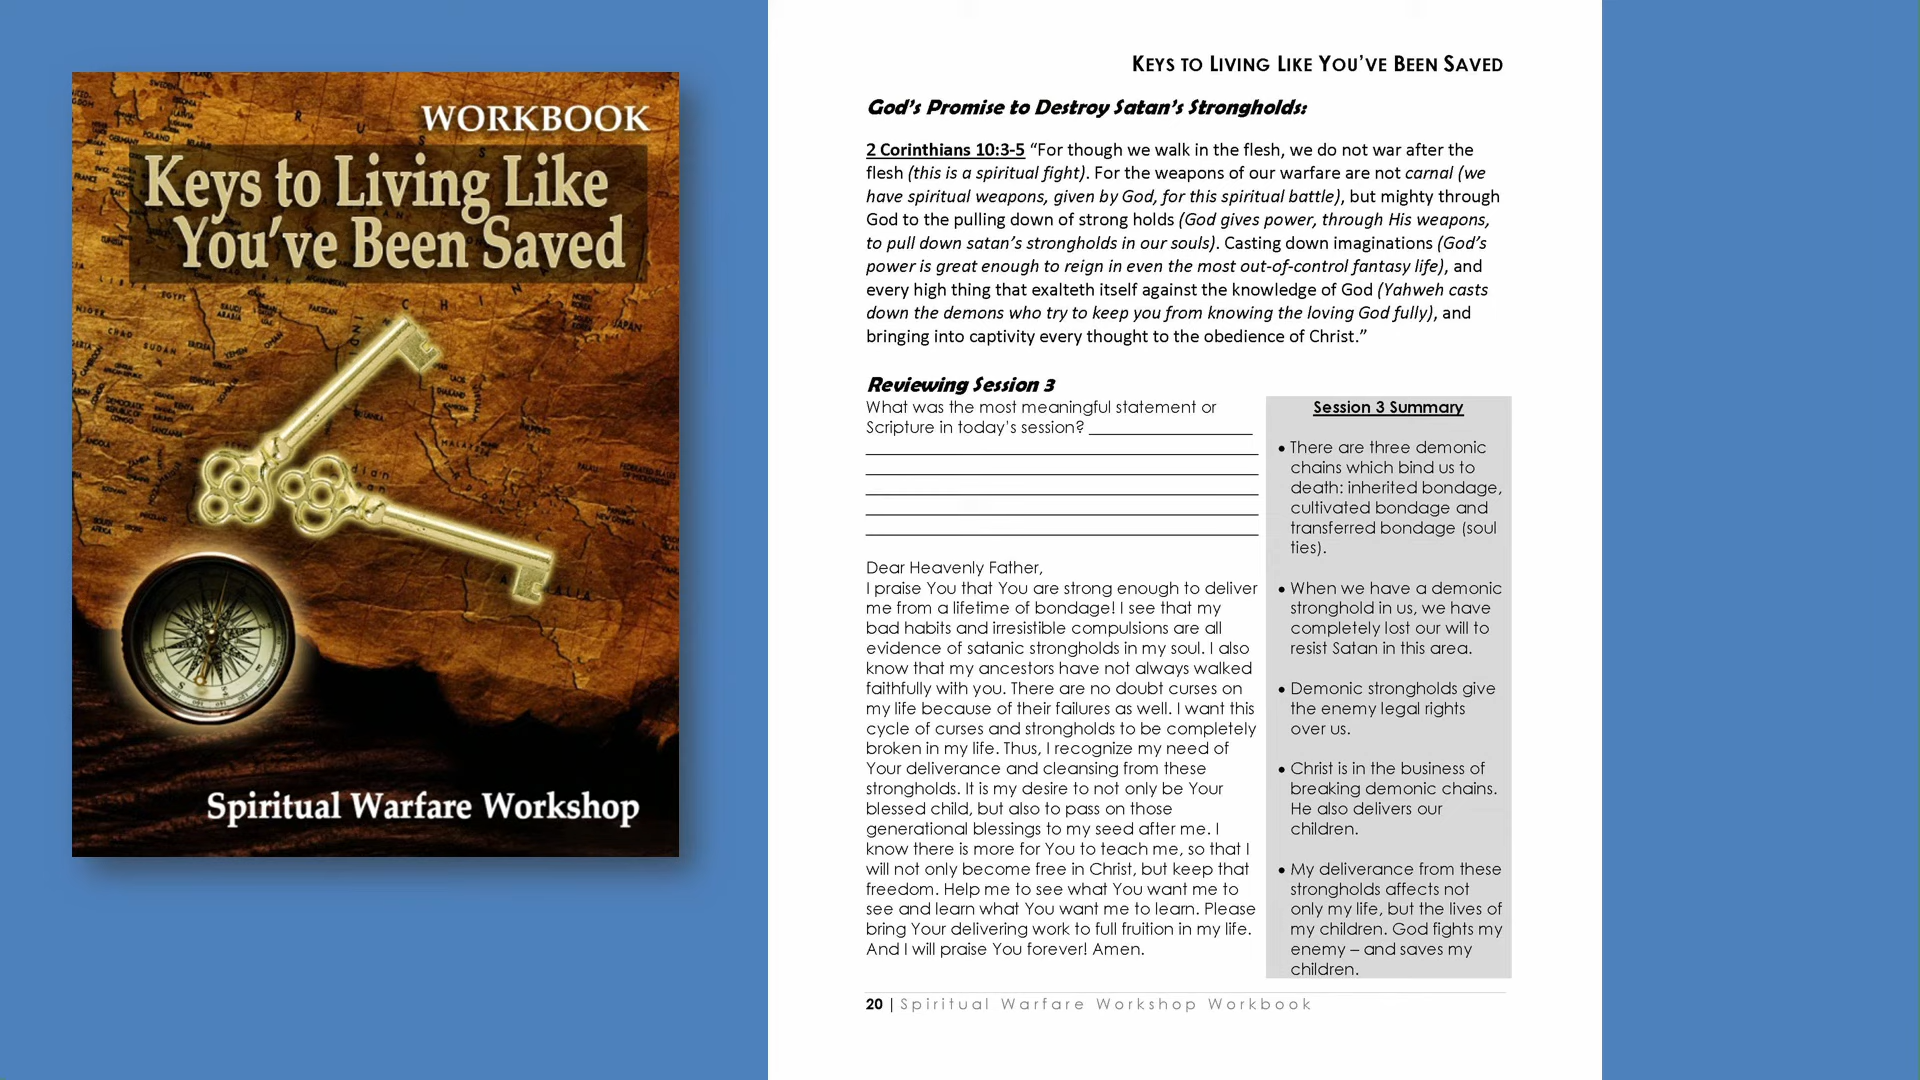 WORKBOOK
Keys to Living Like
You've Been Saved
Spiritual Warfare Workshop
KEYS TO LIVING LIKE YOU'VE BEEN SAVED
God's Promise to Destroy Satan's Strongholds:
2 Corinthians 10:3-5 “For though we walk in the flesh, we do not war after the
flesh (this is a spiritual fight). For the weapons of our warfare are not carnal (we
have spiritual weapons, given by God, for this spiritual battle), but mighty through
God to the pulling down of strong holds (God gives power, through His weapons,
to pull down satan’s strongholds in our souls). Casting down imaginations (God’s
power is great enough to reign in even the most out-of-control fantasy life), and
every high thing that exalteth itself against the knowledge of God (Yahweh casts
down the demons who try to keep you from knowing the loving God fully), and
bringing into captivity every thought to the obedience of Christ.”
Reviewing Session 3
What was the most meaningful statement or
Scripture in today’s session?
Dear Heavenly Father,
I praise You that You are strong enough to deliver
me from a lifetime of bondage! I see that my
bad habits and irresistible compulsions are all
evidence of satanic strongholds in my soul. I also
know that my ancestors have not always walked
faithfully with you. There are no doubt curses on
my life because of their failures as well. I want this
cycle of curses and strongholds to be completely
broken in my life. Thus, I recognize my need of
Your deliverance and cleansing from these
strongholds. It is my desire to not only be Your
blessed child, but also to pass on those
generational blessings to my seed after me. I
know there is more for You to teach me, so that I
will not only become free in Christ, but keep that
freedom. Help me to see what You want me to
see and learn what You want me to learn. Please
bring Your delivering work to full fruition in my life.
And I will praise You forever! Amen.
Session 3 Summary
• There are three demonic
chains which bind us to
death: inherited bondage,
cultivated bondage and
transferred bondage (soul
ties).
• When we have a demonic
stronghold in us, we have
completely lost our will to
resist Satan in this area.
• Demonic strongholds give
the enemy legal rights
over us.
• Christ is in the business of
breaking demonic chains.
He also delivers our
children.
• My deliverance from these
strongholds affects not
only my life, but the lives of
my children. God fights my
enemy – and saves my
children.
20 | Spiritual Warfare Workshop Workbook